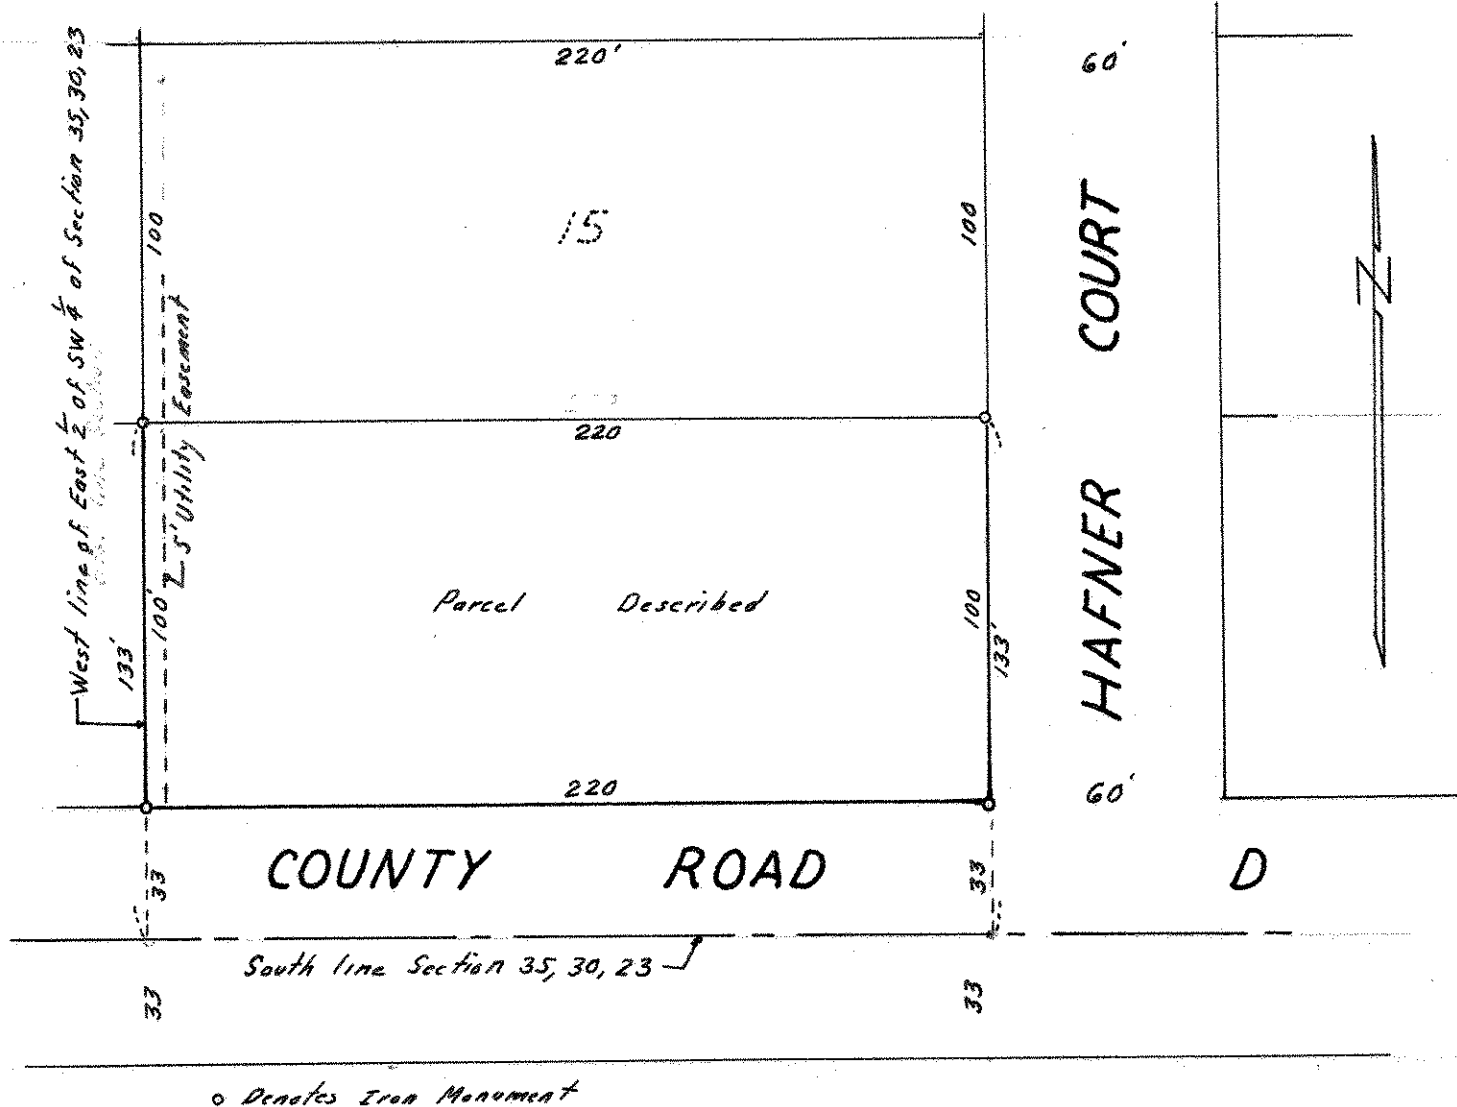 220'
60'
West line of East 1/2 of SW 1/4 of Section 35, 30, 23
100
15
100
COURT
N
5' Utility Easement
220
HAFNER
133'
100'
Parcel Described
100
133'
220
60'
COUNTY ROAD D
33
33
South line Section 35, 30, 23
33
33
o Denotes Iron Monument